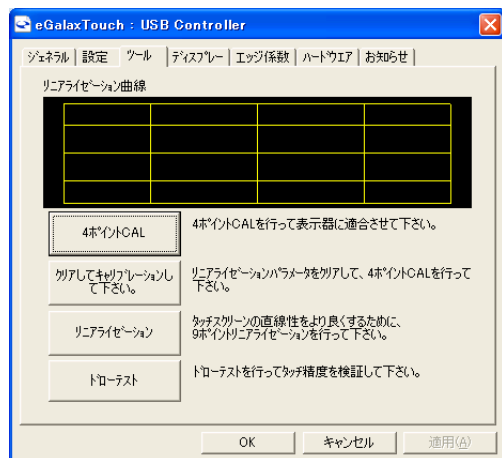 eGalaxTouch : USB Controller
ジェネラル 設定 ツール ディスプレー エッジ係数 ハードウエア お知らせ
リニアライゼーション曲線
4ポイントCAL
4ポイントCALを行って表示器に適合させて下さい。
クリアしてキャリブレーションし
て下さい。
リニアライゼーションパラメータをクリアして、4ポイントCALを行って
下さい。
リニアライゼーション
タッチスクリーンの直線性をより良くするために、
9ポイントリニアライゼーションを行って下さい。
ドローテスト
ドローテストを行ってタッチ精度を検証して下さい。
OK キャンセル 適用(A)